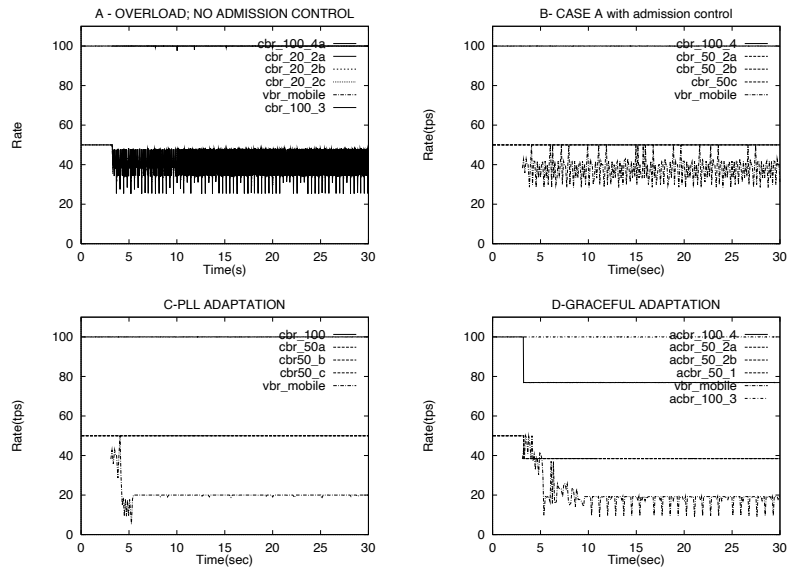 A - OVERLOAD; NO ADMISSION CONTROL
Rate
100
80
60
40
20
0
cbr_100_4a
cbr_20_2a
cbr_20_2b
cbr_20_2c
vbr_mobile
cbr_100_3
0 5 10 15 20 25 30
Time(s)
B- CASE A with admission control
Rate(tps)
100
80
60
40
20
0
cbr_100_4
cbr_50_2a
cbr_50_2b
cbr_50c
vbr_mobile
0 5 10 15 20 25 30
Time(sec)
C-PLL ADAPTATION
Rate(tps)
100
80
60
40
20
0
cbr_100
cbr_50a
cbr50_b
cbr50_c
vbr_mobile
0 5 10 15 20 25 30
Time(sec)
D-GRACEFUL ADAPTATION
Rate(tps)
100
80
60
40
20
0
acbr_100_4
acbr_50_2a
acbr_50_2b
acbr_50_1
vbr_mobile
acbr_100_3
0 5 10 15 20 25 30
Time(sec)